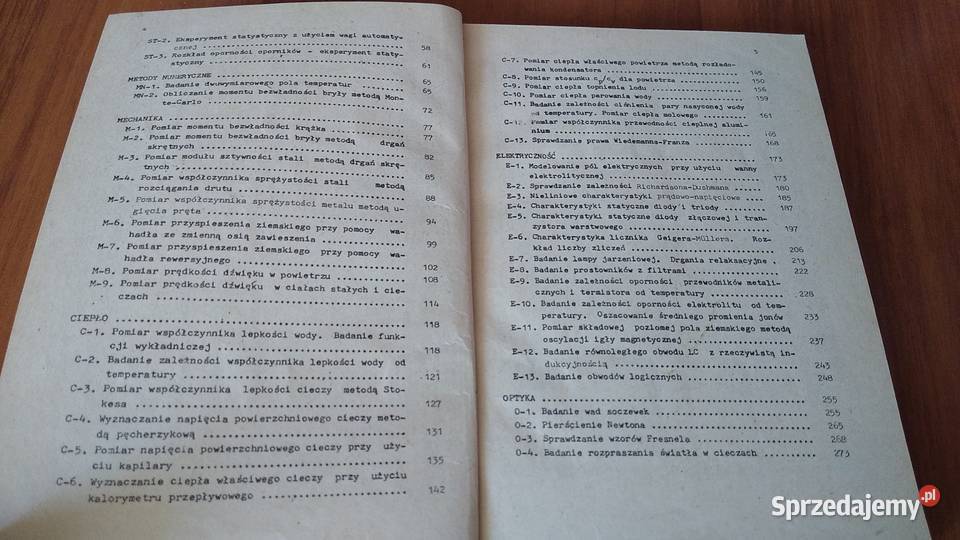 ST-2. Eksperyment statystyczny z użyciem wagi automaty-
cznej ........ 58
ST-3. Rozkład oporności oporników - eksperyment staty-
styczny ........ 61
METODY NUMERYCZNE ........ 65
MN-1. Badanie dwuwymiarowego pola temperatur ........ 65
MN-2. Obliczanie momentu bezwładności bryły metodą Mon-
te-Carlo ........ 72
MECHANIKA ........ 77
M-1. Pomiar momentu bezwładności krążka ........ 77
M-2. Pomiar momentu bezwładności bryły metodą drgań
skrętnych ........ 82
M-3. Pomiar modułu sztywności stali metodą drgań skrę-
tnych ........ 85
M-4. Pomiar współczynnika sprężystości stali metodą
rozciągania drutu ........ 88
M-5. Pomiar współczynnika sprężystości metalu metodą u-
gięcia pręta ........ 94
M-6. Pomiar przyspieszenia ziemskiego przy pomocy wa-
hadła ze zmienną osią zawieszenia ........ 99
M-7. Pomiar przyspieszenia ziemskiego przy pomocy wa-
hadła rewersyjnego ........ 102
M-8. Pomiar prędkości dźwięku w powietrzu ........ 108
M-9. Pomiar prędkości dźwięku w ciałach stałych i cie-
czach ........ 114
CIEPŁO ........ 118
C-1. Pomiar współczynnika lepkości wody. Badanie funk-
cji wykładniczej ........ 118
C-2. Badanie zależności współczynnika lepkości wody od
temperatury ........ 121
C-3. Pomiar współczynnika lepkości cieczy metodą Sto-
kesa ........ 127
C-4. Wyznaczanie napięcia powierzchniowego cieczy meto-
dą pęcherzykową ........ 131
C-5. Pomiar napięcia powierzchniowego cieczy przy uży-
ciu kapilary ........ 135
C-6. Wyznaczanie ciepła właściwego cieczy przy użyciu
kalorymetru przepływowego ........ 142
5
C-7. Pomiar ciepła właściwego powietrza metodą rozłado-
wania kondensatora ........ 145
C-8. Pomiar stosunku cp/cv dla powietrza ........ 150
C-9. Pomiar ciepła topnienia lodu ........ 156
C-10. Pomiar ciepła parowania wody ........ 159
C-11. Badanie zależności ciśnienia pary nasyconej wody
od temperatury. Pomiar ciepła molowego ........ 161
C-12. Pomiar współczynnika przewodności cieplnej alumi-
nium ........ 165
C-13. Sprawdzanie prawa Wiedemanna-Franza ........ 168
ELEKTRYCZNOŚĆ ........ 173
E-1. Modelowanie pól elektrycznych przy użyciu wanny
elektrolitycznej ........ 173
E-2. Sprawdzanie zależności Richardsona-Dushmana ........ 180
E-3. Nieliniowe charakterystyki prądowo-napięciowe ... 185
E-4. Charakterystyki statyczne diody i triody ........ 187
E-5. Charakterystyki statyczne diody złączowej i tran-
zystora warstwowego ........ 197
E-6. Charakterystyka licznika Geigera-Müllera. Roz-
kład liczby zliczeń ........ 206
E-7. Badanie lampy jarzeniowej. Drgania relaksacyjne . 213
E-8. Badanie prostowników z filtrami ........ 222
E-9. Badanie zależności oporności przewodników metali-
cznych i termistora od temperatury ........ 228
E-10. Badanie zależności oporności elektrolitu od tem-
peratury. Oszacowanie średniego promienia jonów 233
E-11. Pomiar składowej poziomej pola ziemskiego metodą
oscylacji igły magnetycznej ........ 237
E-12. Badanie równoległego obwodu LC z rzeczywistą in-
dukcyjnością ........ 243
E-13. Badanie obwodów logicznych ........ 248
OPTYKA ........ 255
O-1. Badanie wad soczewek ........ 255
O-2. Pierścienie Newtona ........ 265
O-3. Sprawdzanie wzorów Fresnela ........ 268
O-4. Badanie rozpraszania światła w cieczach ........ 273
Sprzedajemy.pl